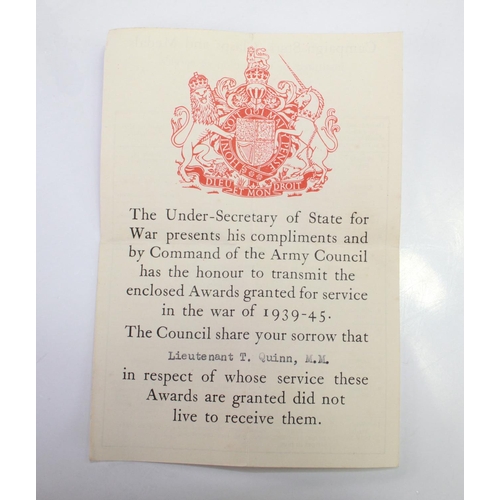 HONI SOIT QUI MAL Y PENSE
DIEU ET MON DROIT
The Under-Secretary of State for
War presents his compliments and
by Command of the Army Council
has the honour to transmit the
enclosed Awards granted for service
in the war of 1939-45.
The Council share your sorrow that
Lieutenant T. Quinn, M.M.
in respect of whose service these
Awards are granted did not
live to receive them.